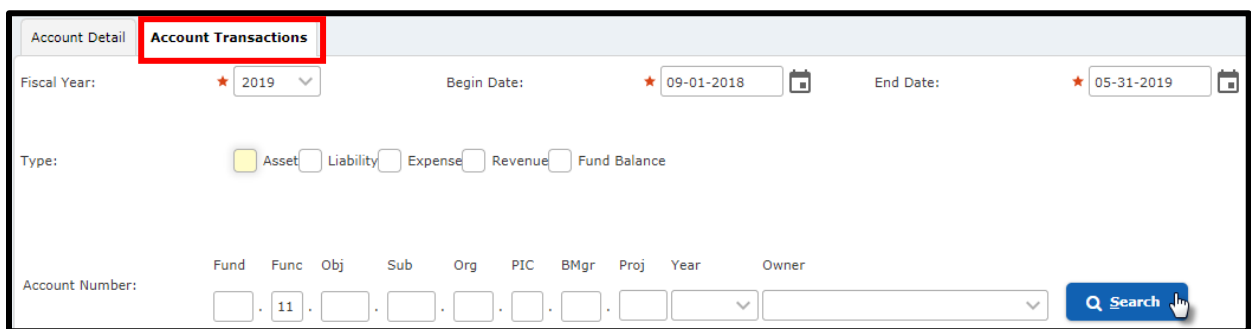 Account Detail Account Transactions
Fiscal Year: ★ 2019 Begin Date: ★ 09-01-2018 End Date: ★ 05-31-2019
Type: Asset Liability Expense Revenue Fund Balance
Fund Func Obj Sub Org PIC BMgr Proj Year Owner
Account Number: . 11 . . . . . . Search